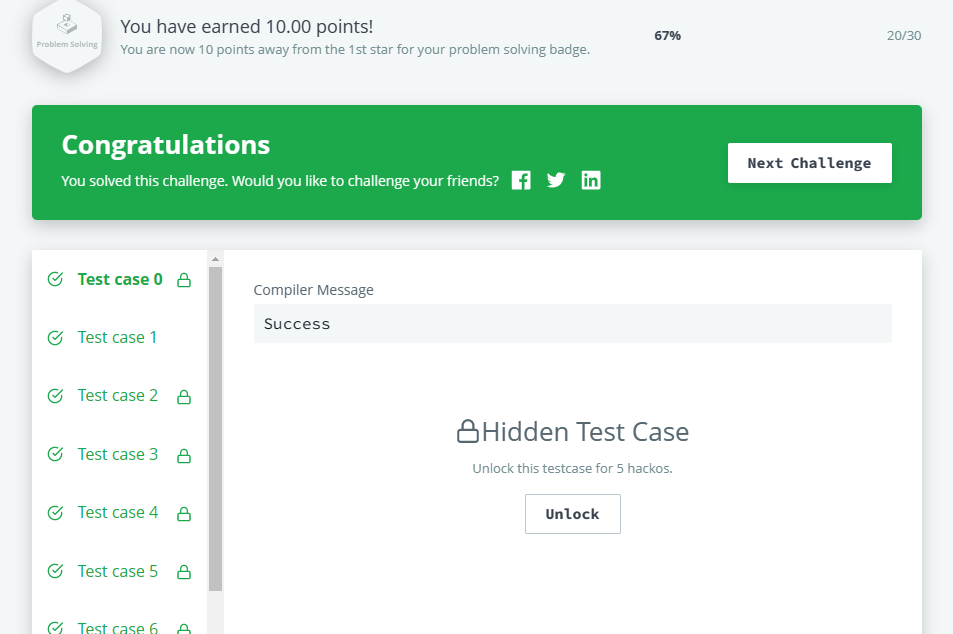 You have earned 10.00 points!
Problem Solving
You are now 10 points away from the 1st star for your problem solving badge.
67%
20/30
Congratulations
You solved this challenge. Would you like to challenge your friends?
Next Challenge
Test case 0
Test case 1
Test case 2
Test case 3
Test case 4
Test case 5
Test case 6
Compiler Message
Success
Hidden Test Case
Unlock this testcase for 5 hackos.
Unlock